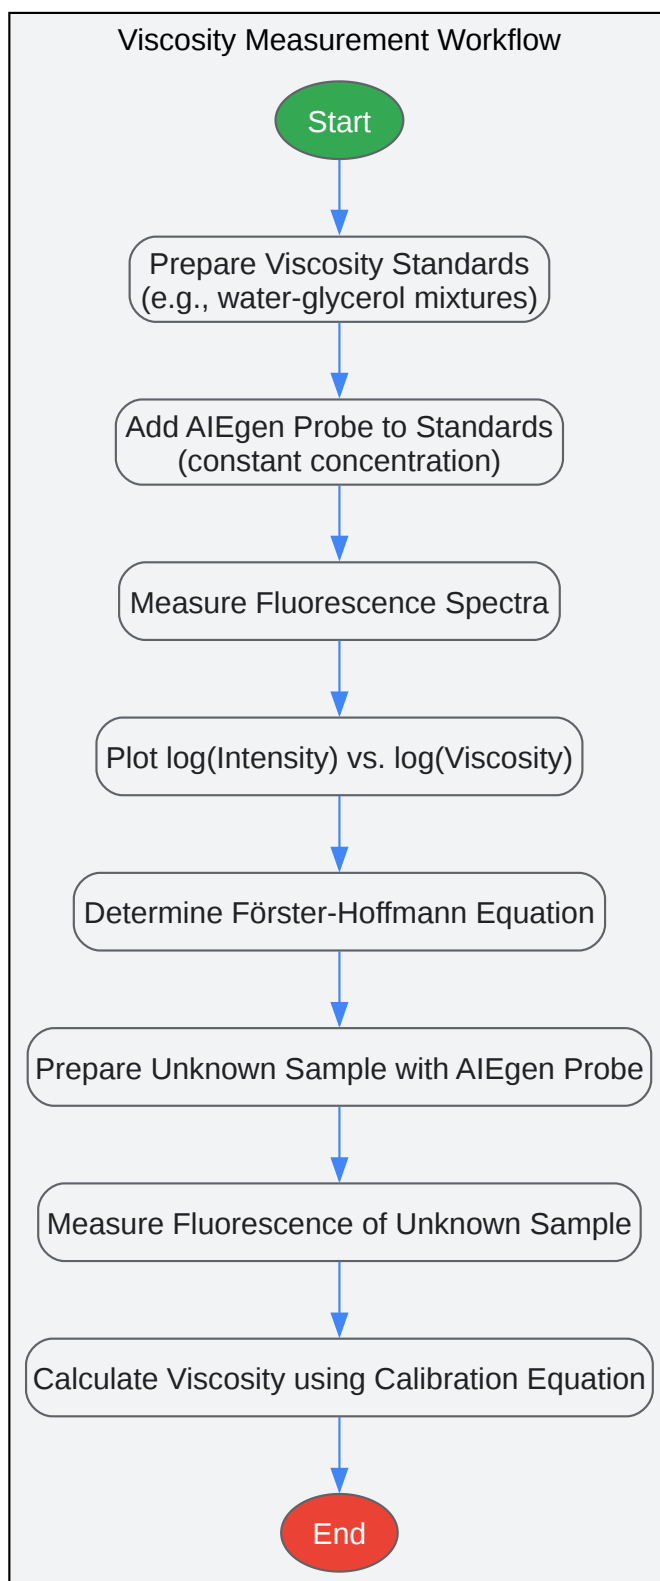 Viscosity Measurement Workflow
Start
Prepare Viscosity Standards
(e.g., water-glycerol mixtures)
Add AIEgen Probe to Standards
(constant concentration)
Measure Fluorescence Spectra
Plot log(Intensity) vs. log(Viscosity)
Determine Förster-Hoffmann Equation
Prepare Unknown Sample with AIEgen Probe
Measure Fluorescence of Unknown Sample
Calculate Viscosity using Calibration Equation
End